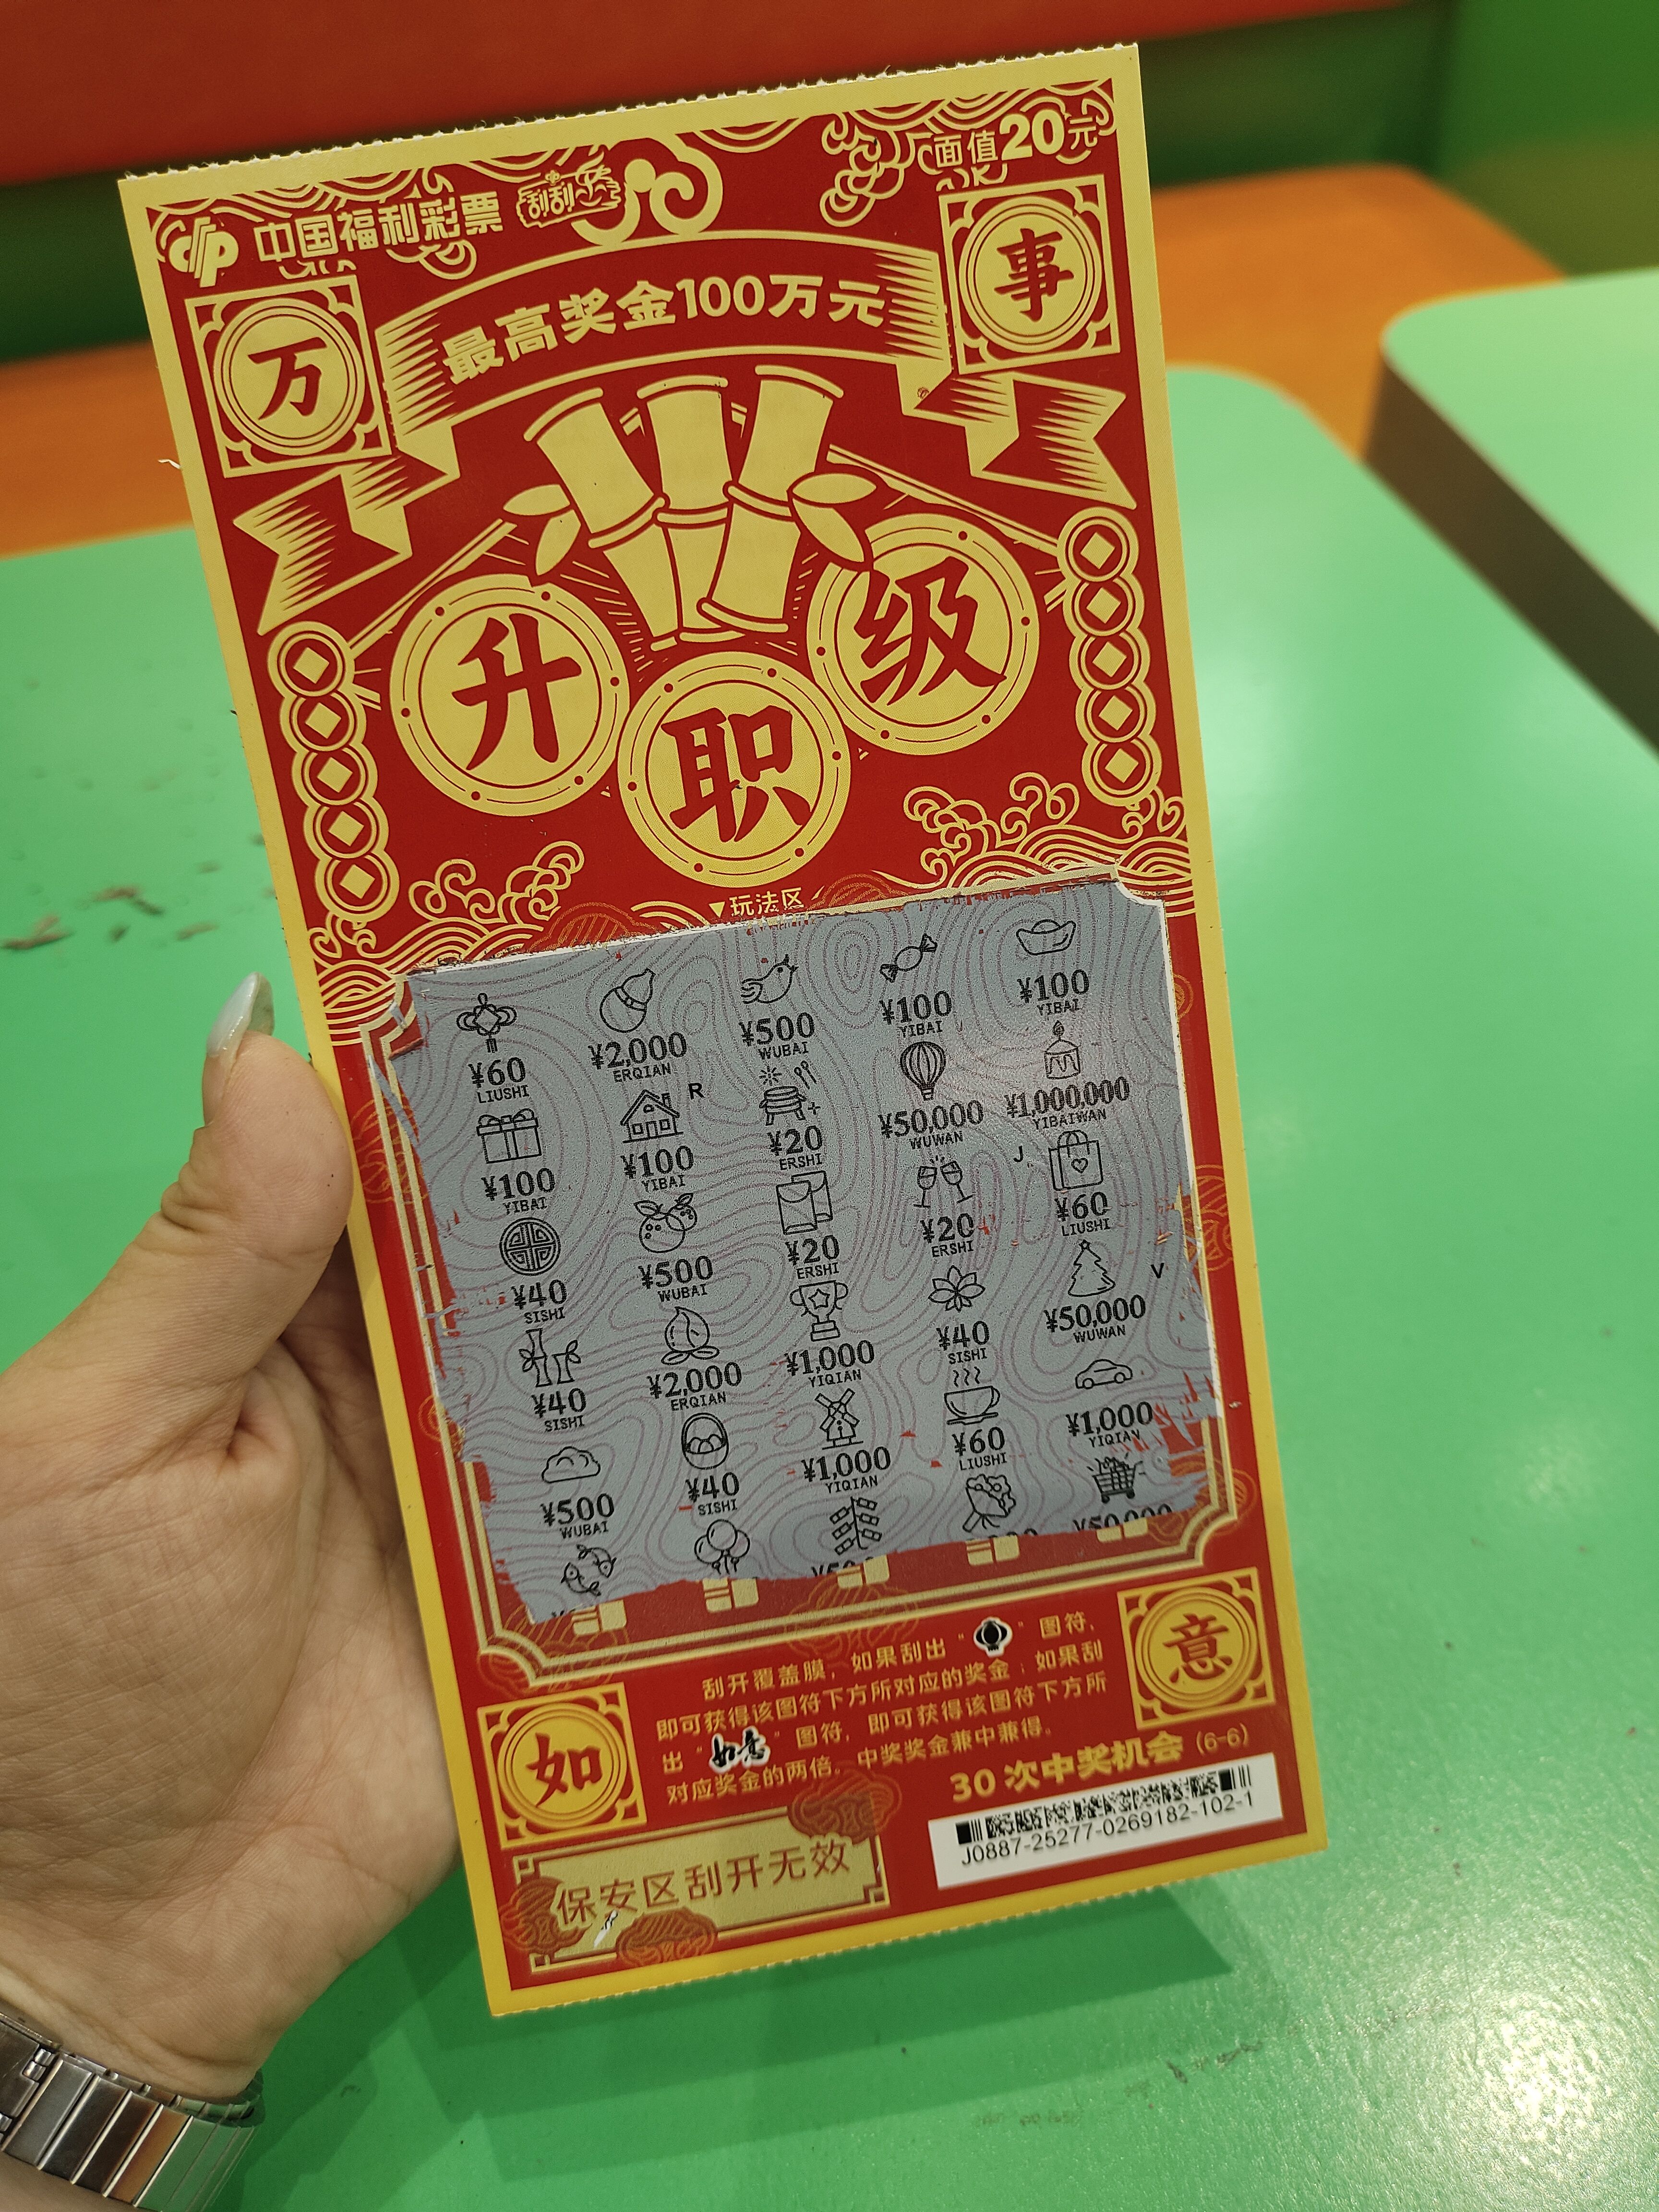 中国福利彩票 刮刮乐
面值20元
万
事
最高奖金100万元
升 职 级
▼玩法区
¥60 ¥2,000 ¥500 ¥100 ¥100
LIUSHI ERQIAN WUBAI YIBAI YIBAI
R
¥100 ¥100 ¥20 ¥50,000 ¥1,000,000
YIBAI YIBAI ERSHI WUWAN YIBAIWAN
J
¥40 ¥500 ¥20 ¥20 ¥60
SISHI WUBAI ERSHI ERSHI LIUSHI
V
¥40 ¥2,000 ¥1,000 ¥40 ¥50,000
SISHI ERQIAN YIQIAN SISHI WUWAN
¥500 ¥40 ¥1,000 ¥60 ¥1,000
WUBAI SISHI YIQIAN LIUSHI YIQIAN
¥50,000
刮开覆盖膜,如果刮出“ ”图符,
即可获得该图符下方所对应的奖金;如果刮
出“如意”图符,即可获得该图符下方所
对应奖金的两倍。中奖奖金兼中兼得。
如
意
30次中奖机会(6-6)
保安区刮开无效
J0887-25277-0269182-102-1